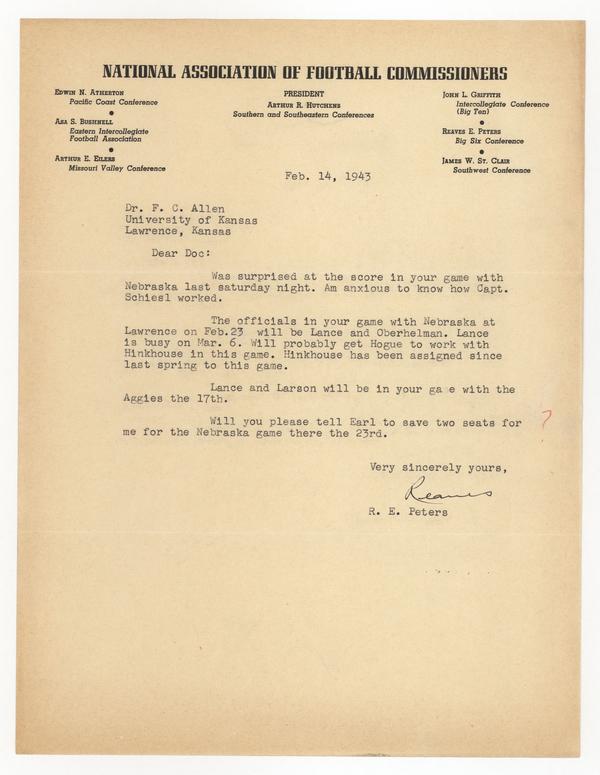 NATIONAL ASSOCIATION OF FOOTBALL COMMISSIONERS
EDWIN N. ATHERTON
Pacific Coast Conference
ASA S. BUSHNELL
Eastern Intercollegiate
Football Association
ARTHUR E. EILERS
Missouri Valley Conference
PRESIDENT
ARTHUR R. HUTCHENS
Southern and Southeastern Conferences
JOHN L. GRIFFITH
Intercollegiate Conference
(Big Ten)
REAVES E. PETERS
Big Six Conference
JAMES W. ST. CLAIR
Southwest Conference
Feb. 14, 1943
Dr. F. C. Allen
University of Kansas
Lawrence, Kansas
Dear Doc:
Was surprised at the score in your game with
Nebraska last saturday night. Am anxious to know how Capt.
Schiesl worked.
The officials in your game with Nebraska at
Lawrence on Feb.23 will be Lance and Oberhelman. Lance
is busy on Mar. 6. Will probably get Hogue to work with
Hinkhouse in this game. Hinkhouse has been assigned since
last spring to this game.
Lance and Larson will be in your game with the
Aggies the 17th.
Will you please tell Earl to save two seats for
me for the Nebraska game there the 23rd.
?
Very sincerely yours,
Reaves
R. E. Peters